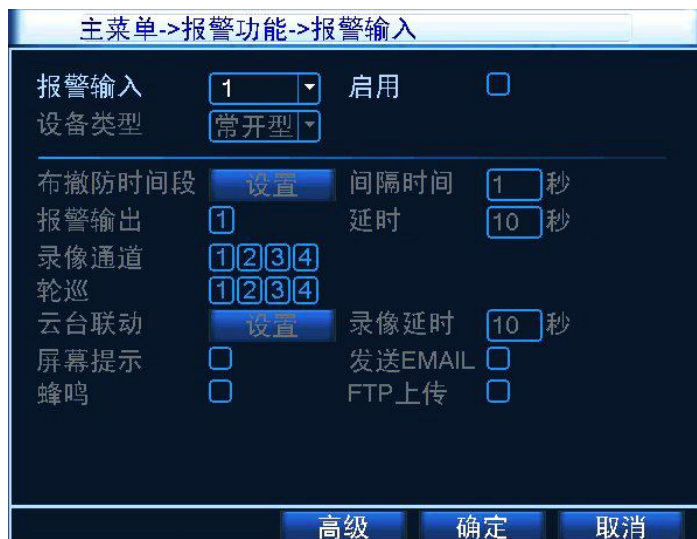 主菜单->报警功能->报警输入
报警输入 1 启用
设备类型 常开型
布撤防时间段 设置 间隔时间 1 秒
报警输出 1 延时 10 秒
录像通道 1 2 3 4
轮巡 1 2 3 4
云台联动 设置 录像延时 10 秒
屏幕提示 发送EMAIL
蜂鸣 FTP上传
高级 确定 取消